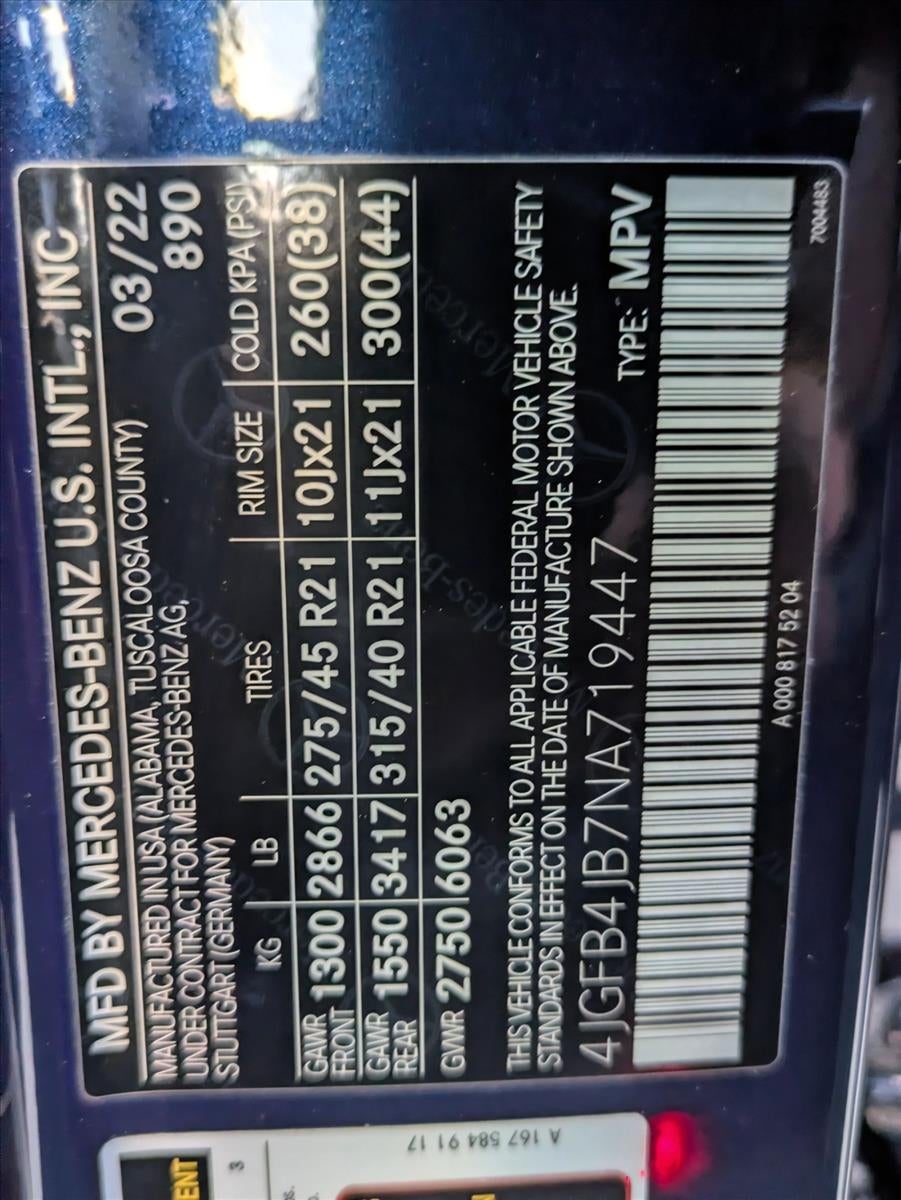 MFD BY MERCEDES-BENZ U.S. INTL., INC
MANUFACTURED IN USA (ALABAMA, TUSCALOOSA COUNTY) 03/22
UNDER CONTRACT FOR MERCEDES-BENZ AG, 890
STUTTGART (GERMANY)
KG LB TIRES RIM SIZE COLD KPA (PSI)
GAWR FRONT 1300 2866 275/45 R21 10Jx21 260(38)
GAWR REAR 1550 3417 315/40 R21 11Jx21 300(44)
GWR 2750 6063
THIS VEHICLE CONFORMS TO ALL APPLICABLE FEDERAL MOTOR VEHICLE SAFETY
STANDARDS IN EFFECT ON THE DATE OF MANUFACTURE SHOWN ABOVE.
4JGFB4JB7NA719447 TYPE: MPV
A 000 817 52 04 7004483
A 167 584 91 17
3